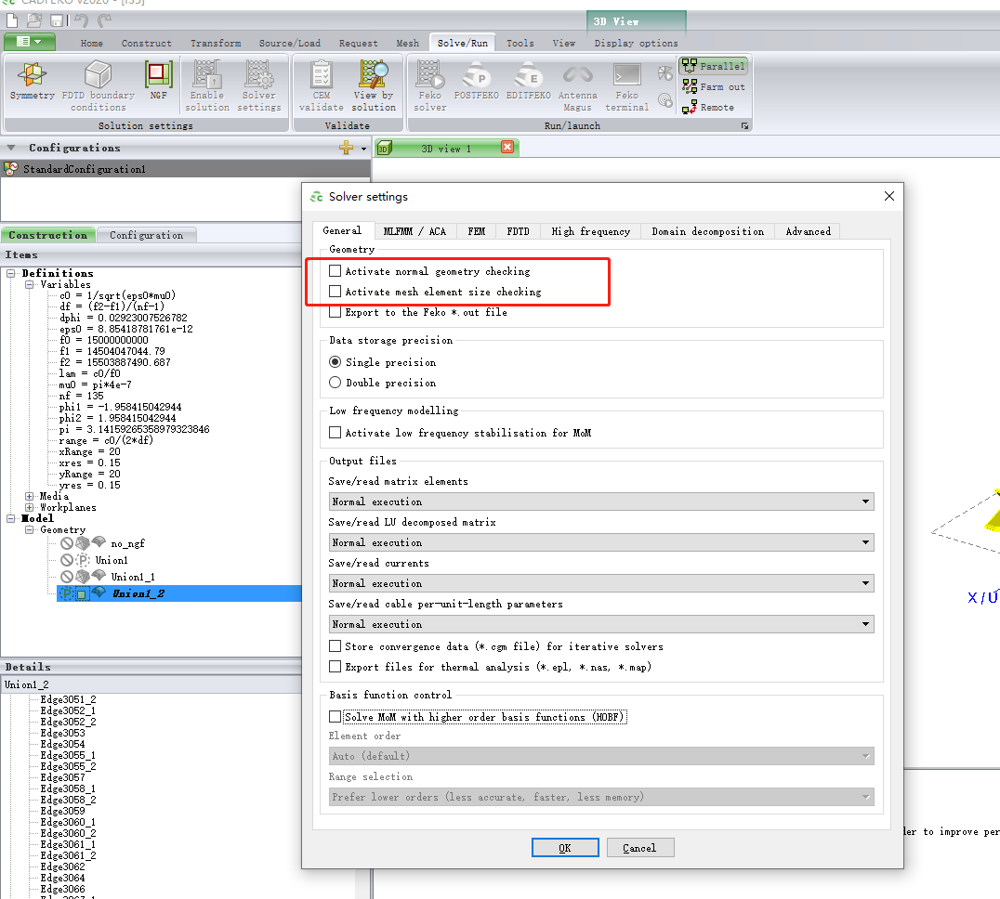 CADFEKO V2020 - [f35]
3D View
Home Construct Transform Source/Load Request Mesh Solve/Run Tools View Display options
Symmetry
FDTD boundary conditions
NGF
Enable solution
Solver settings
CEM validate
View by solution
Feko solver
POSTFEKO
EDITFEKO
Antenna Magus
Feko terminal
Parallel
Farm out
Remote
Solution settings
Validate
Run/launch
Configurations
3D view 1
StandardConfiguration1
Construction
Configuration
Items
Definitions
Variables
c0 = 1/sqrt(eps0*mu0)
df = (f2-f1)/(nf-1)
dphi = 0.02923007526782
eps0 = 8.85418781761e-12
f0 = 15000000000
f1 = 14504047044.79
f2 = 15503887490.687
lam = c0/f0
mu0 = pi*4e-7
nf = 135
phi1 = -1.958415042944
phi2 = 1.958415042944
pi = 3.14159265358979323846
range = c0/(2*df)
xRange = 20
xres = 0.15
yRange = 20
yres = 0.15
Media
Workplanes
Model
Geometry
no_ngf
Union1
Union1_1
Union1_2
Details
Union1_2
Edge3051_2
Edge3052_1
Edge3052_2
Edge3053
Edge3054
Edge3055_1
Edge3055_2
Edge3057
Edge3058_1
Edge3058_2
Edge3059
Edge3060_1
Edge3060_2
Edge3061_1
Edge3061_2
Edge3062
Edge3064
Edge3066
Solver settings
General MLFMM / ACA FEM FDTD High frequency Domain decomposition Advanced
Geometry
Activate normal geometry checking
Activate mesh element size checking
Export to the Feko *.out file
Data storage precision
Single precision
Double precision
Low frequency modelling
Activate low frequency stabilisation for MoM
Output files
Save/read matrix elements
Normal execution
Save/read LU decomposed matrix
Normal execution
Save/read currents
Normal execution
Save/read cable per-unit-length parameters
Normal execution
Store convergence data (*.cgm file) for iterative solvers
Export files for thermal analysis (*.epl, *.nas, *.map)
Basis function control
Solve MoM with higher order basis functions (HOBF)
Element order
Auto (default)
Range selection
Prefer lower orders (less accurate, faster, less memory)
OK
Cancel
X/U
der to improve per